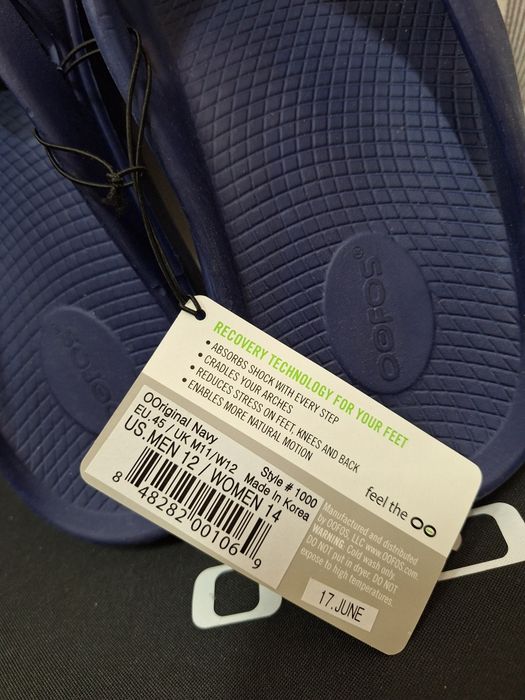 OOFOS®
OOFOS
RECOVERY TECHNOLOGY FOR YOUR FEET
• ABSORBS SHOCK WITH EVERY STEP
• CRADLES YOUR ARCHES
• REDUCES STRESS ON FEET, KNEES AND BACK
• ENABLES MORE NATURAL MOTION
feel the OO
OOriginal Navy Style # 1000
EU.45 / UK M11/W12 Made in Korea
US.MEN 12 / WOMEN 14
8 48282 00106 9
Manufactured and distributed
by OOFOS, LLC www.OOFOS.com.
WARNING: Cold wash only.
DO NOT put in dryer. DO NOT
expose to high temperatures.
17.JUNE